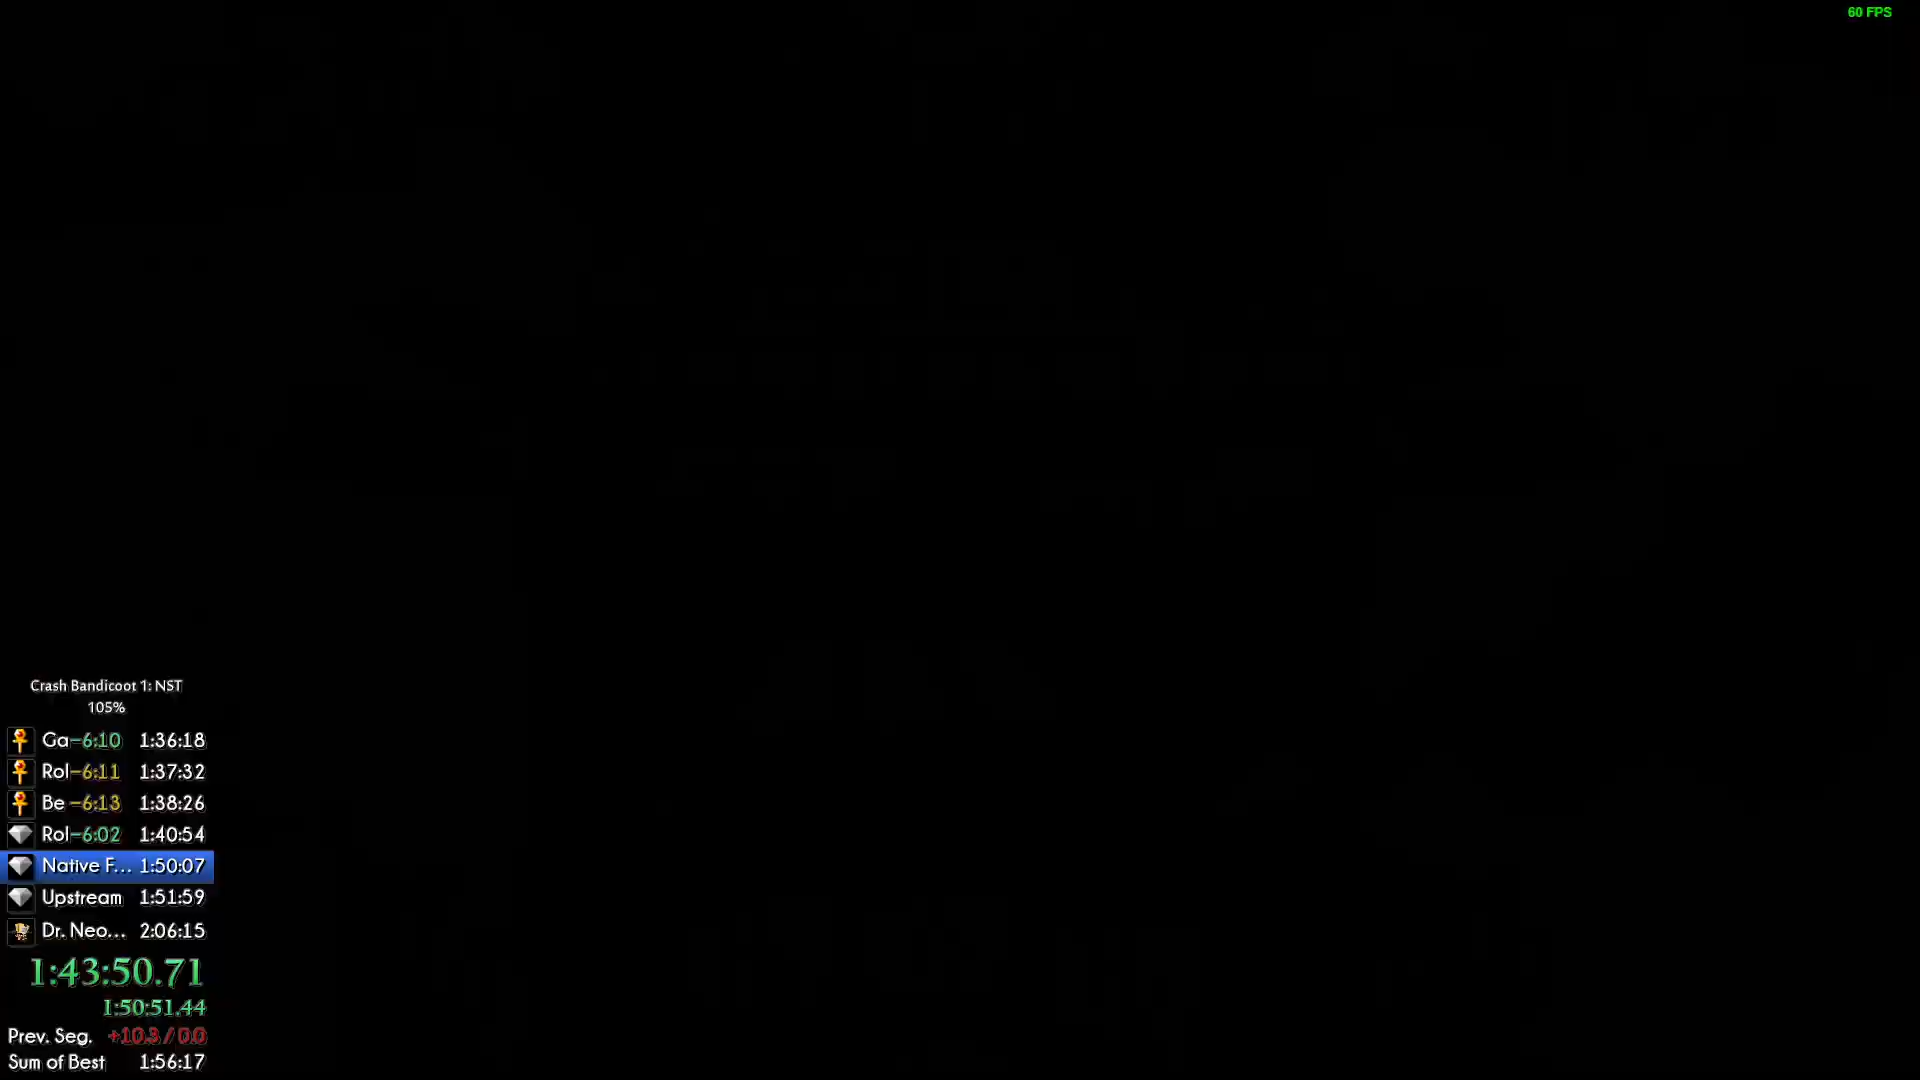 60 FPS
Crash Bandicoot 1: NST
105%
Ga-6:10 1:36:18
Rol-6:11 1:37:32
Be -6:13 1:38:26
Rol-6:02 1:40:54
Native F... 1:50:07
Upstream 1:51:59
Dr. Neo... 2:06:15
1:43:50.71
1:50:51.44
Prev. Seg. +10.3 / 0.0
Sum of Best 1:56:17